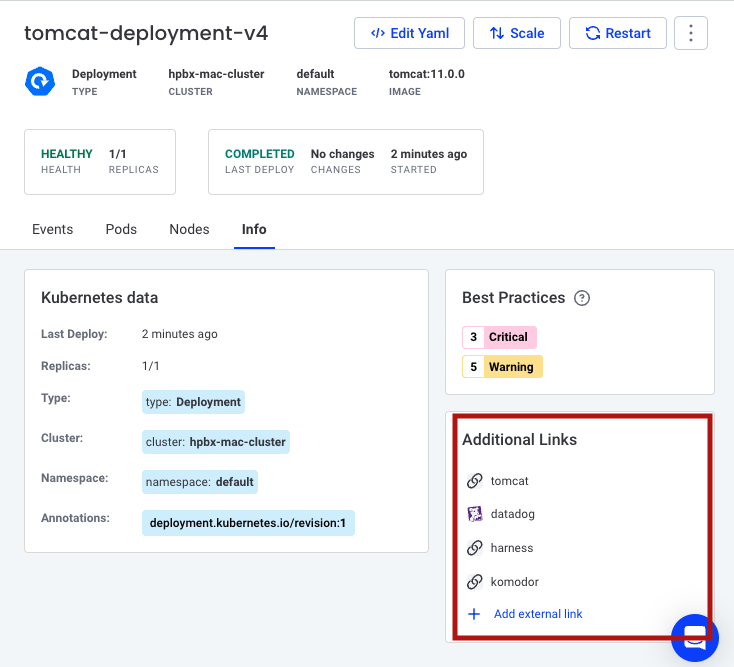 tomcat-deployment-v4
</> Edit Yaml
Scale
Restart
Deployment
TYPE
hpbx-mac-cluster
CLUSTER
default
NAMESPACE
tomcat:11.0.0
IMAGE
HEALTHY
HEALTH
1/1
REPLICAS
COMPLETED
LAST DEPLOY
No changes
CHANGES
2 minutes ago
STARTED
Events
Pods
Nodes
Info
Kubernetes data
Last Deploy: 2 minutes ago
Replicas: 1/1
Type: type: Deployment
Cluster: cluster: hpbx-mac-cluster
Namespace: namespace: default
Annotations: deployment.kubernetes.io/revision:1
Best Practices ?
3 Critical
5 Warning
Additional Links
tomcat
datadog
harness
komodor
+ Add external link